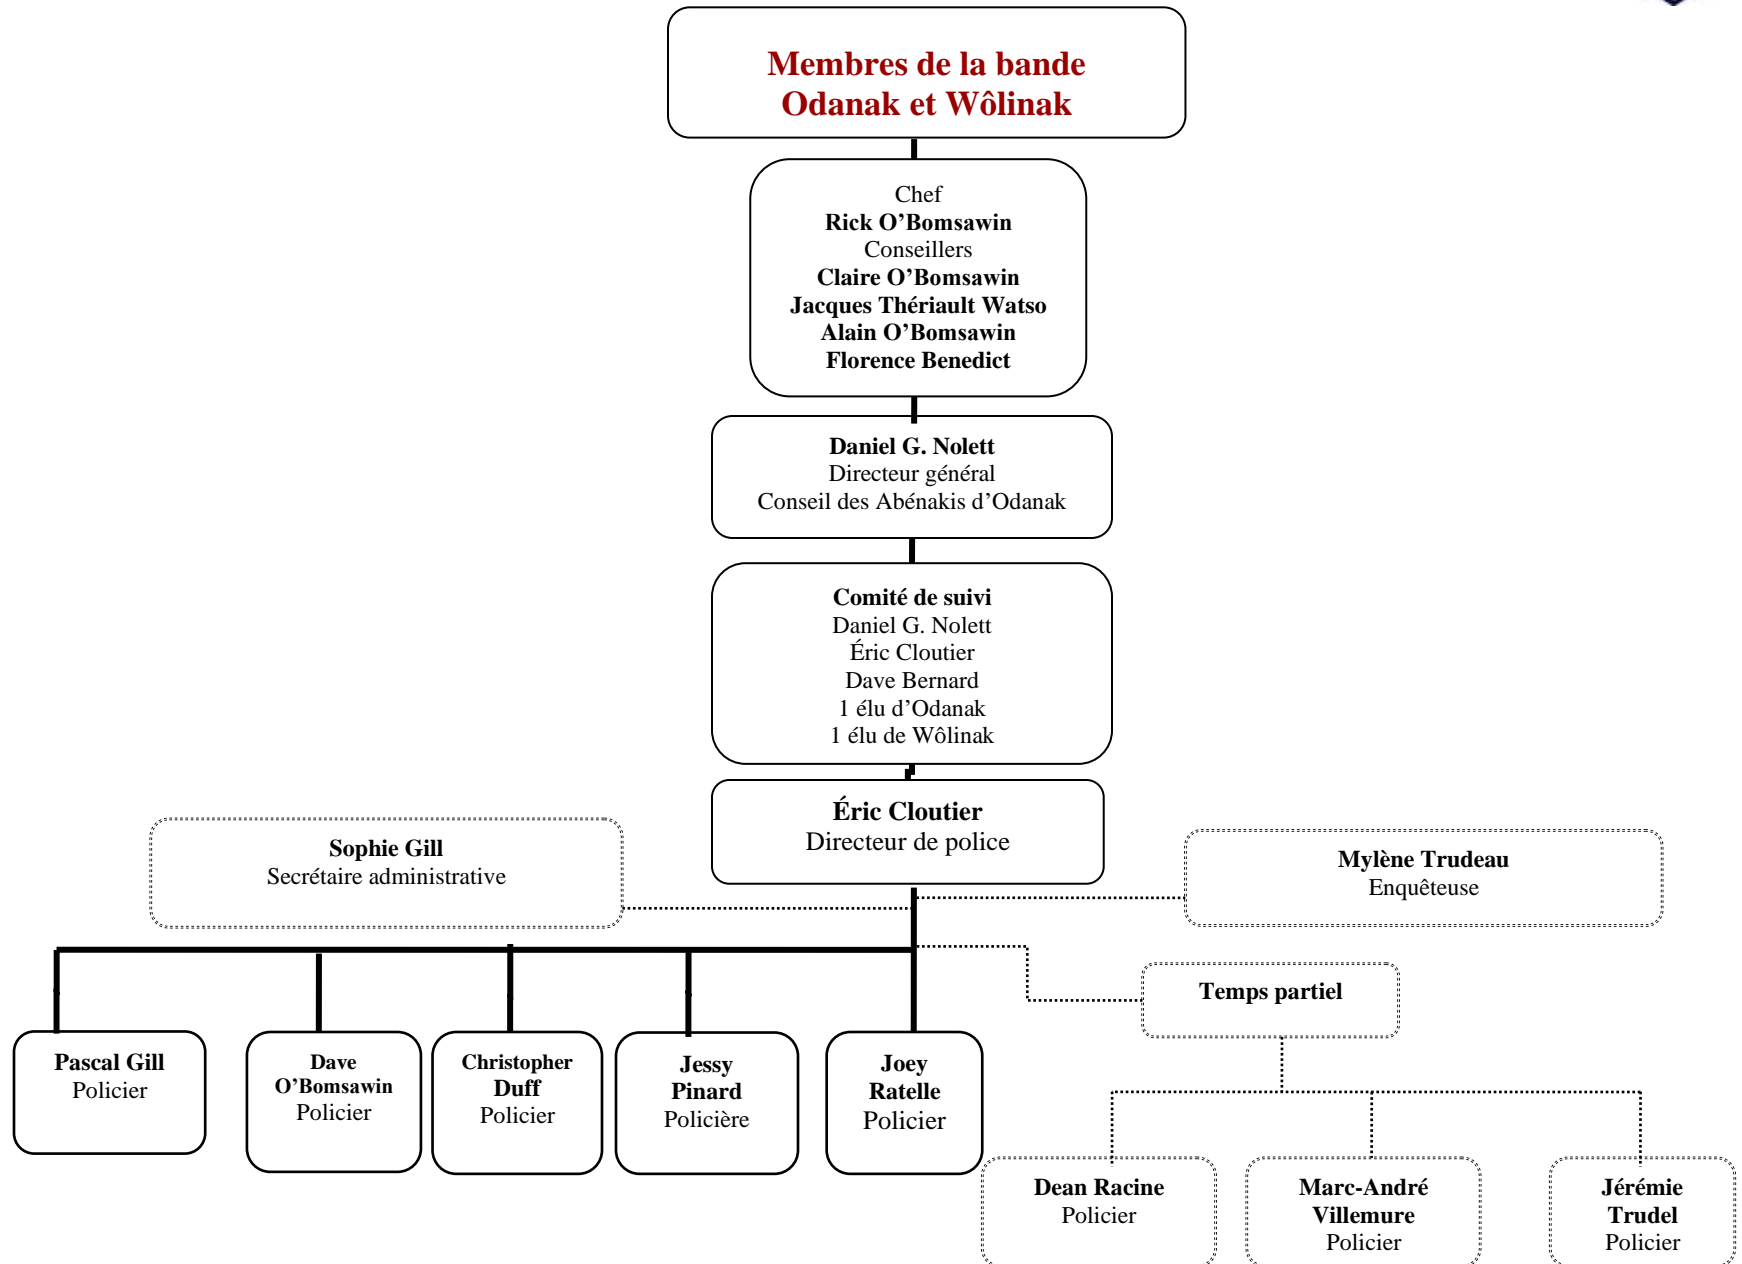 Membres de la bande
Odanak et Wôlinak
Chef
Rick O’Bomsawin
Conseillers
Claire O’Bomsawin
Jacques Thériault Watso
Alain O’Bomsawin
Florence Benedict
Daniel G. Nolett
Directeur général
Conseil des Abénakis d’Odanak
Comité de suivi
Daniel G. Nolett
Éric Cloutier
Dave Bernard
1 élu d’Odanak
1 élu de Wôlinak
Éric Cloutier
Directeur de police
Sophie Gill
Secrétaire administrative
Mylène Trudeau
Enquêteuse
Temps partiel
Pascal Gill
Policier
Dave
O’Bomsawin
Policier
Christopher
Duff
Policier
Jessy
Pinard
Policière
Joey
Ratelle
Policier
Dean Racine
Policier
Marc-André
Villemure
Policier
Jérémie
Trudel
Policier